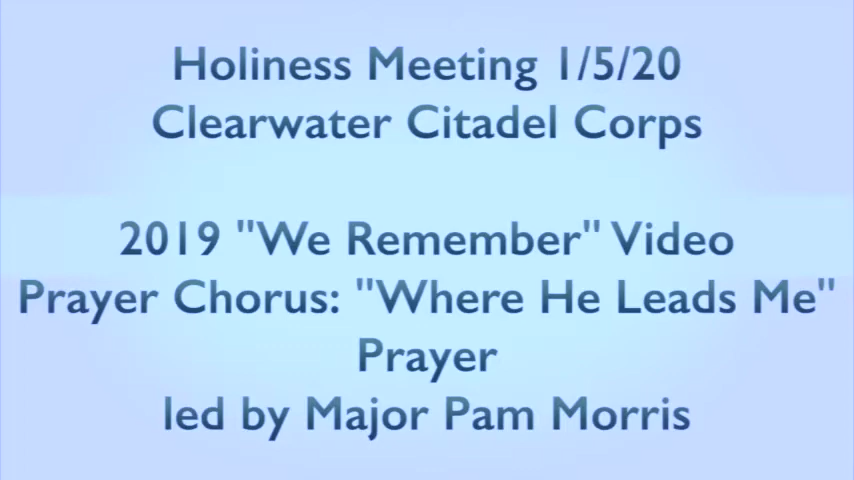 Holiness Meeting 1/5/20
Clearwater Citadel Corps
2019 "We Remember" Video
Prayer Chorus: "Where He Leads Me"
Prayer
led by Major Pam Morris